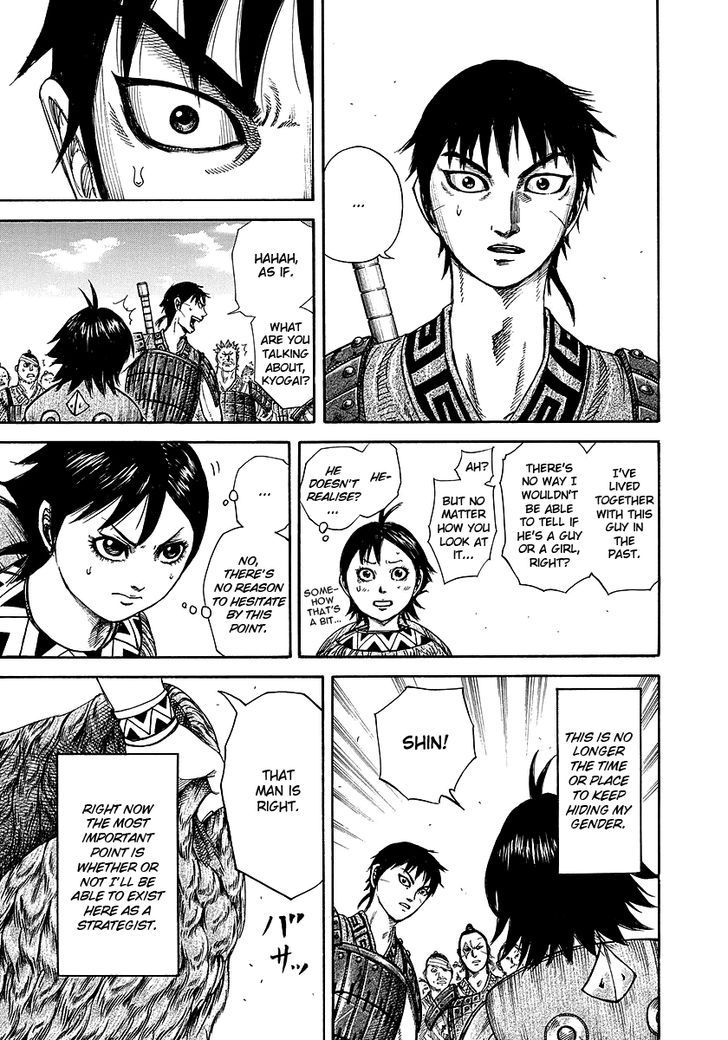 ...
HAHAH,
AS IF.
WHAT ARE
YOU
TALKING
ABOUT,
KYOGAI?
I'VE
LIVED
TOGETHER
WITH THIS
GUY IN
THE
PAST.
THERE'S
NO WAY I
WOULDN'T
BE ABLE
TO TELL IF
HE'S A GUY
OR A GIRL,
RIGHT?
AH?
BUT NO
MATTER
HOW YOU
LOOK AT
IT...
HE-
HE
DOESN'T
REALISE?
...
SOME-
HOW
THAT'S
A BIT...
...
NO,
THERE'S
NO REASON
TO HESITATE
BY THIS
POINT.
THIS IS NO
LONGER
THE TIME
OR PLACE
TO KEEP
HIDING MY
GENDER.
SHIN!
THAT
MAN IS
RIGHT.
バサッ
RIGHT NOW
THE MOST
IMPORTANT
POINT IS
WHETHER OR
NOT I'LL BE
ABLE TO EXIST
HERE AS A
STRATEGIST.